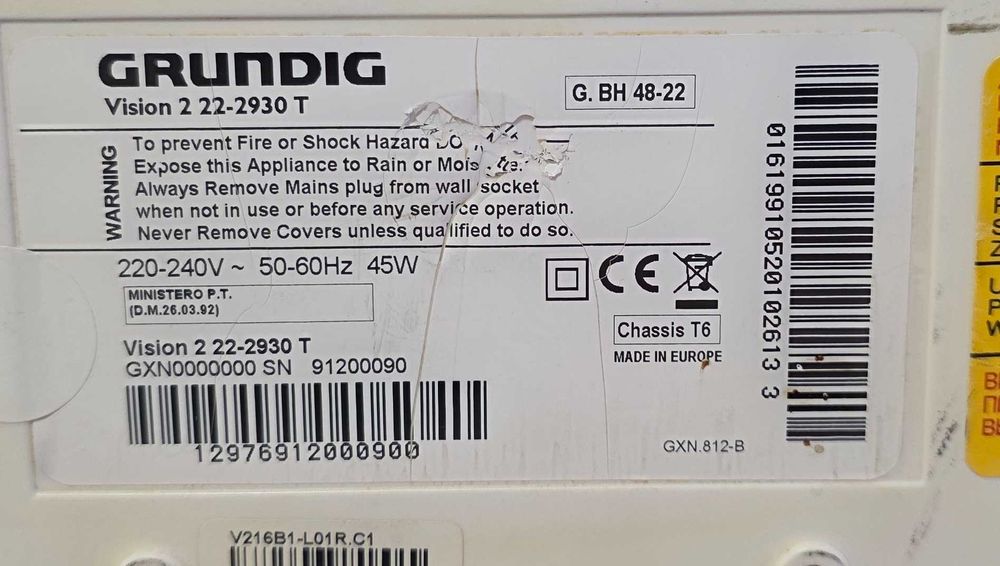 GRUNDIG
Vision 2 22-2930 T
G. BH 48-22
WARNING
To prevent Fire or Shock Hazard DO
Expose this Appliance to Rain or
Always Remove Mains plug from wall socket
when not in use or before any service operation.
Never Remove Covers unless qualified to do so.
220-240V ~ 50-60Hz 45W
MINISTERO P.T.
(D.M.26.03.92)
CE
Chassis T6
MADE IN EUROPE
Vision 2 22-2930 T
GXN0000000 SN 91200090
12976912000900
GXN.812-B
01619910520102613 3
V216B1-L01R.C1